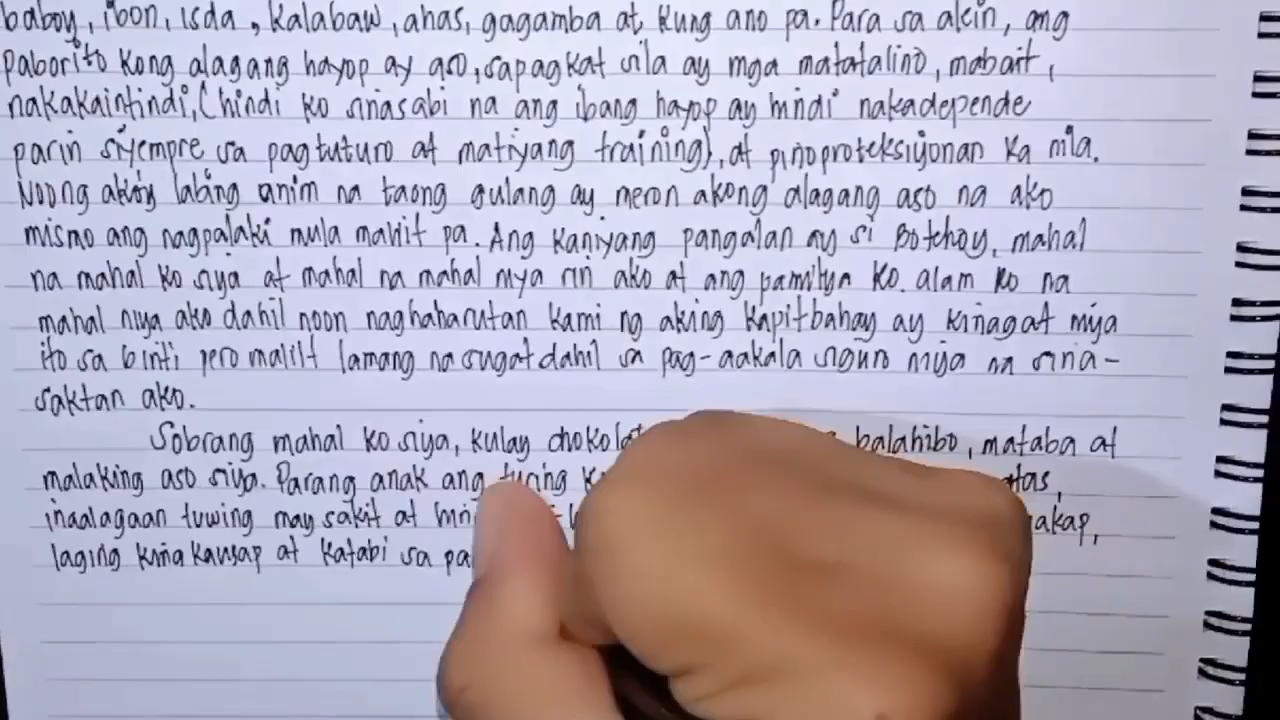 baboy, ibon, isda, kalabaw, ahas, gagamba at kung ano pa. Para sa akin, ang
paborito kong alagang hayop ay aso, sapagkat sila ay mga matatalino, mabait,
nakakaintindi, (hindi ko sinasabi na ang ibang hayop ay hindi nakadepende
parin siyempre sa pagtuturo at matiyang training), at pinoproteksiyonan ka nila.
Noong ako'y labing anim na taong gulang ay meron akong alagang aso na ako
mismo ang nagpalaki mula maliit pa. Ang kaniyang pangalan ay si Botchoy, mahal
na mahal ko siya at mahal na mahal niya rin ako at ang pamilya ko. alam ko na
mahal niya ako dahil noon naghaharutan kami ng aking kapitbahay ay kinagat niya
ito sa binti pero maliit lamang na sugat dahil sa pag-aakala siguro niya na sina-
saktan ako.
Sobrang mahal ko siya, kulay balahibo, mataba at
malaking aso siya. Parang anak ang turing
inaalagaan tuwing may sakit at
laging kinakausap at katabi sa